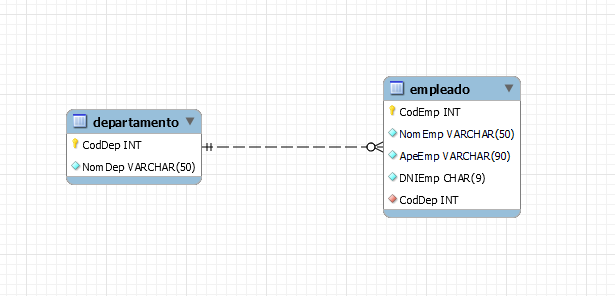 departamento
CodDep INT
NomDep VARCHAR(50)
empleado
CodEmp INT
NomEmp VARCHAR(50)
ApeEmp VARCHAR(90)
DNIEmp CHAR(9)
CodDep INT